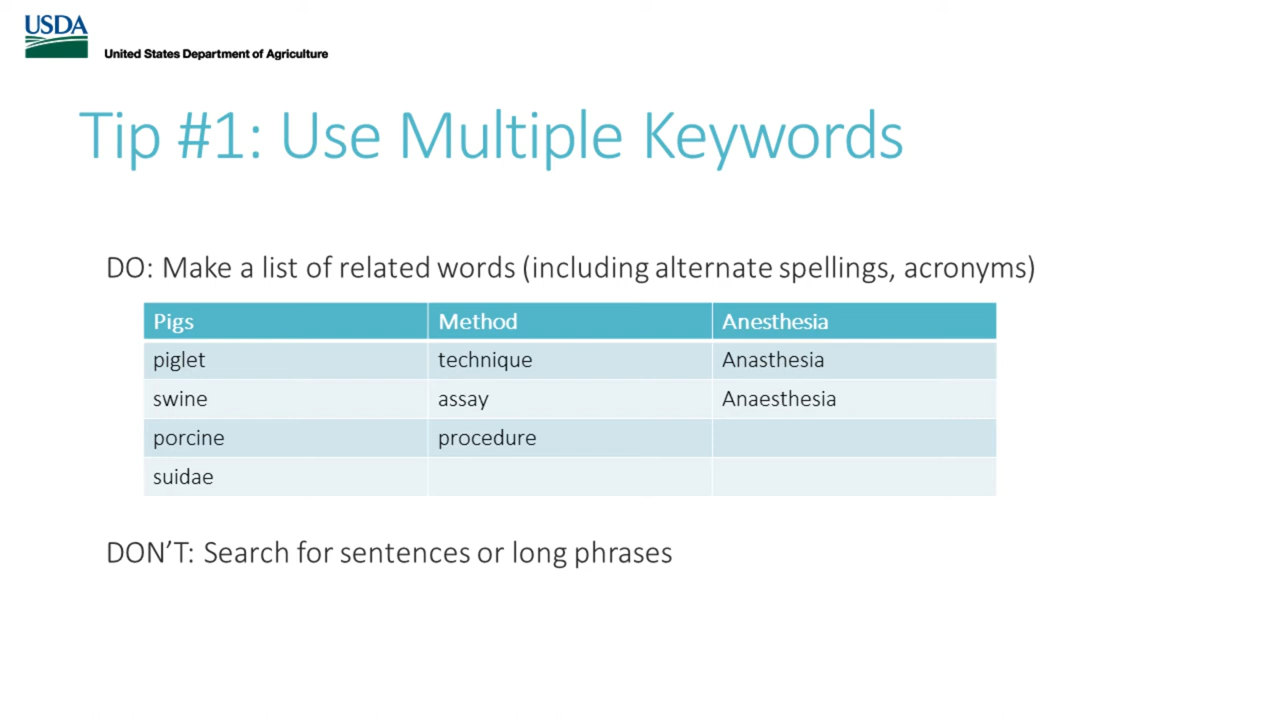 USDA
United States Department of Agriculture
Tip #1: Use Multiple Keywords
DO: Make a list of related words (including alternate spellings, acronyms)
Pigs Method Anesthesia
piglet technique Anasthesia
swine assay Anaesthesia
porcine procedure
suidae
DON’T: Search for sentences or long phrases